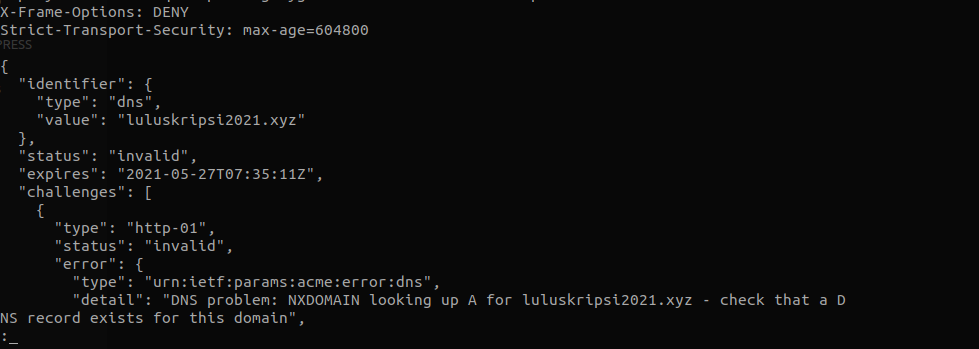 X-Frame-Options: DENY
Strict-Transport-Security: max-age=604800
PRESS
{
  "identifier": {
    "type": "dns",
    "value": "luluskripsi2021.xyz"
  },
  "status": "invalid",
  "expires": "2021-05-27T07:35:11Z",
  "challenges": [
    {
      "type": "http-01",
      "status": "invalid",
      "error": {
        "type": "urn:ietf:params:acme:error:dns",
        "detail": "DNS problem: NXDOMAIN looking up A for luluskripsi2021.xyz - check that a D
NS record exists for this domain",
:_